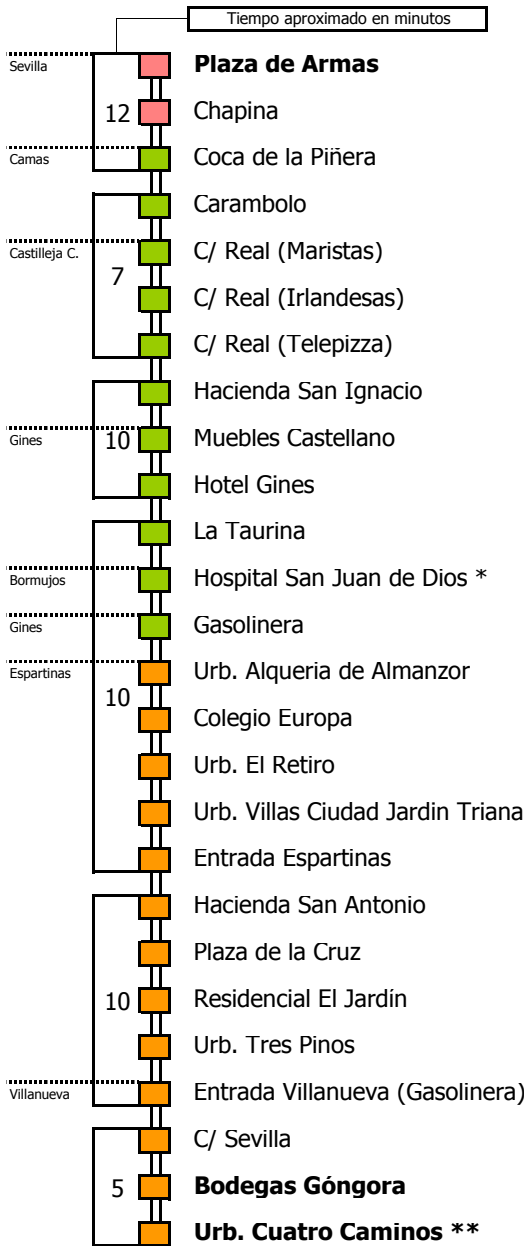 Tiempo aproximado en minutos
Sevilla
Plaza de Armas
12
Chapina
Camas
Coca de la Piñera
Carambolo
Castilleja C.
C/ Real (Maristas)
7
C/ Real (Irlandesas)
C/ Real (Telepizza)
Hacienda San Ignacio
Gines
10
Muebles Castellano
Hotel Gines
La Taurina
Bormujos
Hospital San Juan de Dios *
Gines
Gasolinera
Espartinas
Urb. Alqueria de Almanzor
10
Colegio Europa
Urb. El Retiro
Urb. Villas Ciudad Jardin Triana
Entrada Espartinas
Hacienda San Antonio
Plaza de la Cruz
10
Residencial El Jardín
Urb. Tres Pinos
Villanueva
Entrada Villanueva (Gasolinera)
C/ Sevilla
5
Bodegas Góngora
Urb. Cuatro Caminos **